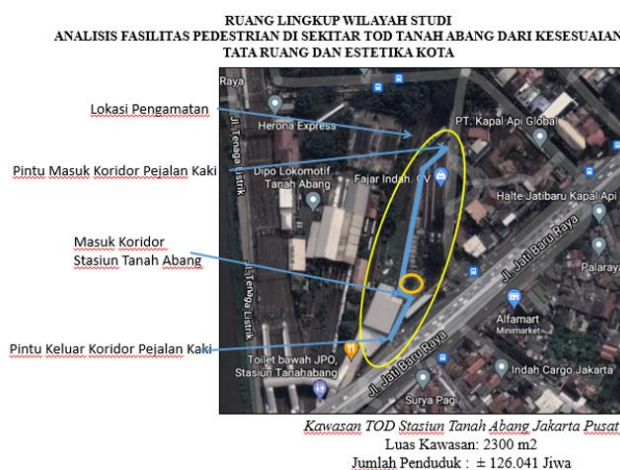 RUANG LINGKUP WILAYAH STUDI
ANALISIS FASILITAS PEDESTRIAN DI SEKITAR TOD TANAH ABANG DARI KESESUAIAN
TATA RUANG DAN ESTETIKA KOTA
Raya
Lokasi Pengamatan
Herona Express
PT. Kapal Api Global
Jl. Tenaga Listrik
Pintu Masuk Koridor Pejalan Kaki
Dipo Lokomotif
Tanah Abang
Fajar Indah. CV
Halte Jatibaru Kapal Api
Masuk Koridor
Stasiun Tanah Abang
Jl. Jati Baru Raya
Palaraya
Jl. Tenaga Listrik
Alfamart
Minimarket
Pintu Keluar Koridor Pejalan Kaki
Toilet bawah JPO,
Stasiun Tanahabang
Jl. Jati Baru Raya
Indah Cargo Jakarta
Surya Pagi
Kawasan TOD Stasiun Tanah Abang Jakarta Pusat
Luas Kawasan: 2300 m2
Jumlah Penduduk : ± 126.041 Jiwa